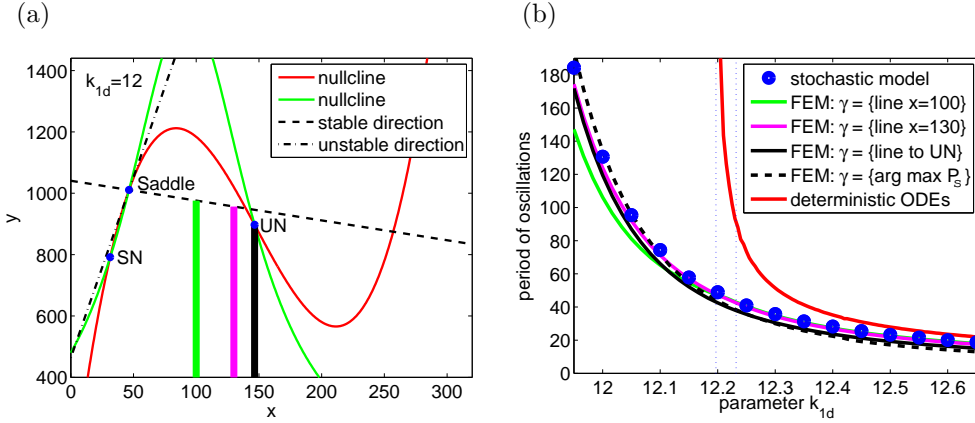 (a)
k1d=12
nullcline
nullcline
stable direction
unstable direction
Saddle
SN
UN
y
1400
1200
1000
800
600
400
0 50 100 150 200 250 300
x
(b)
stochastic model
FEM: γ = {line x=100}
FEM: γ = {line x=130}
FEM: γ = {line to UN}
FEM: γ = {arg max PS}
deterministic ODEs
period of oscillations
180
160
140
120
100
80
60
40
20
0
12 12.1 12.2 12.3 12.4 12.5 12.6
parameter k1d